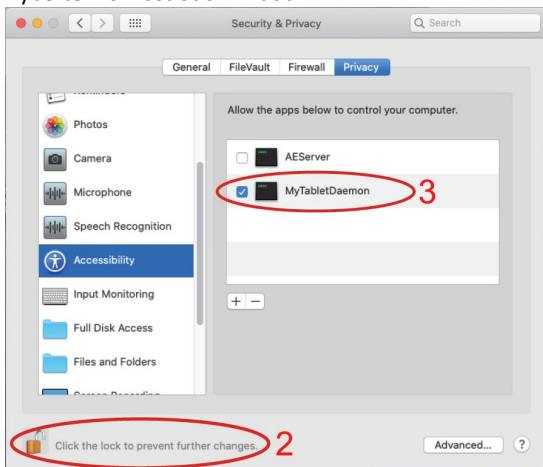 Security & Privacy
Search
General FileVault Firewall Privacy
Photos
Camera
Microphone
Speech Recognition
Accessibility
Input Monitoring
Full Disk Access
Files and Folders
Allow the apps below to control your computer.
AEServer
MyTabletDaemon
3
+ −
Click the lock to prevent further changes.
2
Advanced...
?